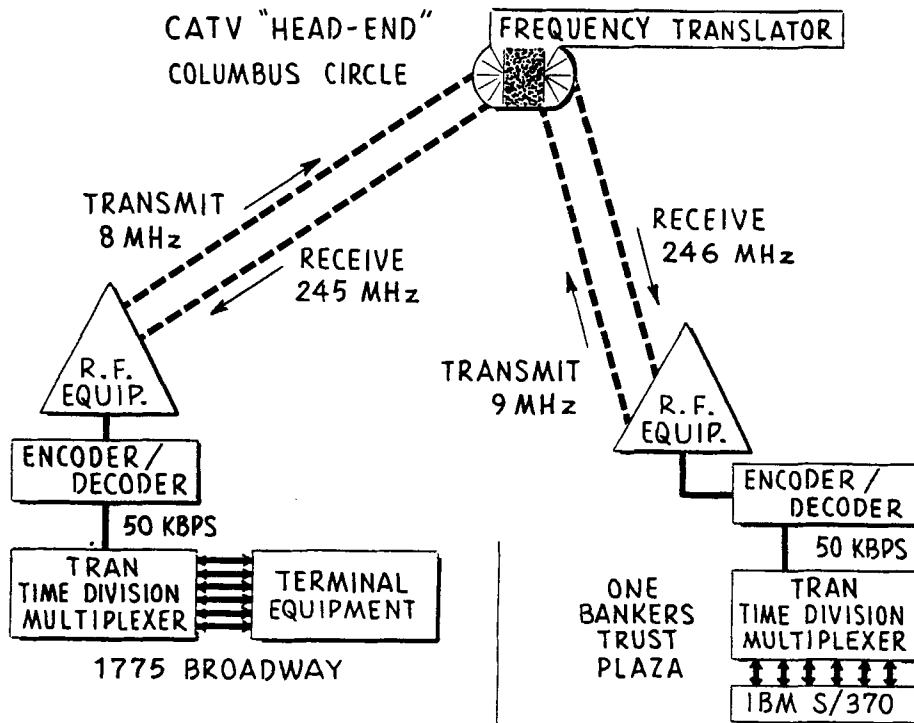 CATV "HEAD-END"
COLUMBUS CIRCLE
FREQUENCY TRANSLATOR
TRANSMIT
8 MHz
RECEIVE
245 MHz
RECEIVE
246 MHz
TRANSMIT
9 MHz
R.F.
EQUIP.
ENCODER/
DECODER
50 KBPS
TRAN
TIME DIVISION
MULTIPLEXER
TERMINAL
EQUIPMENT
1775 BROADWAY
R.F.
EQUIP.
ENCODER/
DECODER
50 KBPS
ONE
BANKERS
TRUST
PLAZA
TRAN
TIME DIVISION
MULTIPLEXER
IBM S/370